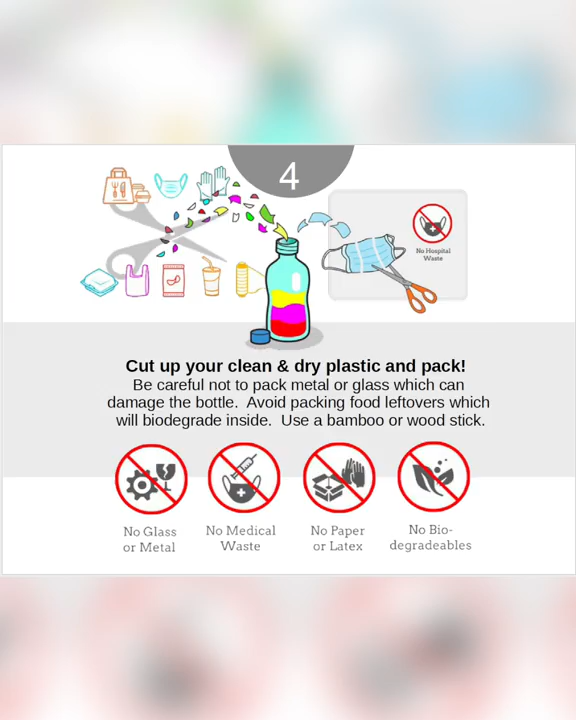 4
No Hospital
Waste
Cut up your clean & dry plastic and pack!
Be careful not to pack metal or glass which can
damage the bottle. Avoid packing food leftovers which
will biodegrade inside. Use a bamboo or wood stick.
No Glass
or Metal
No Medical
Waste
No Paper
or Latex
No Bio-
degradeables